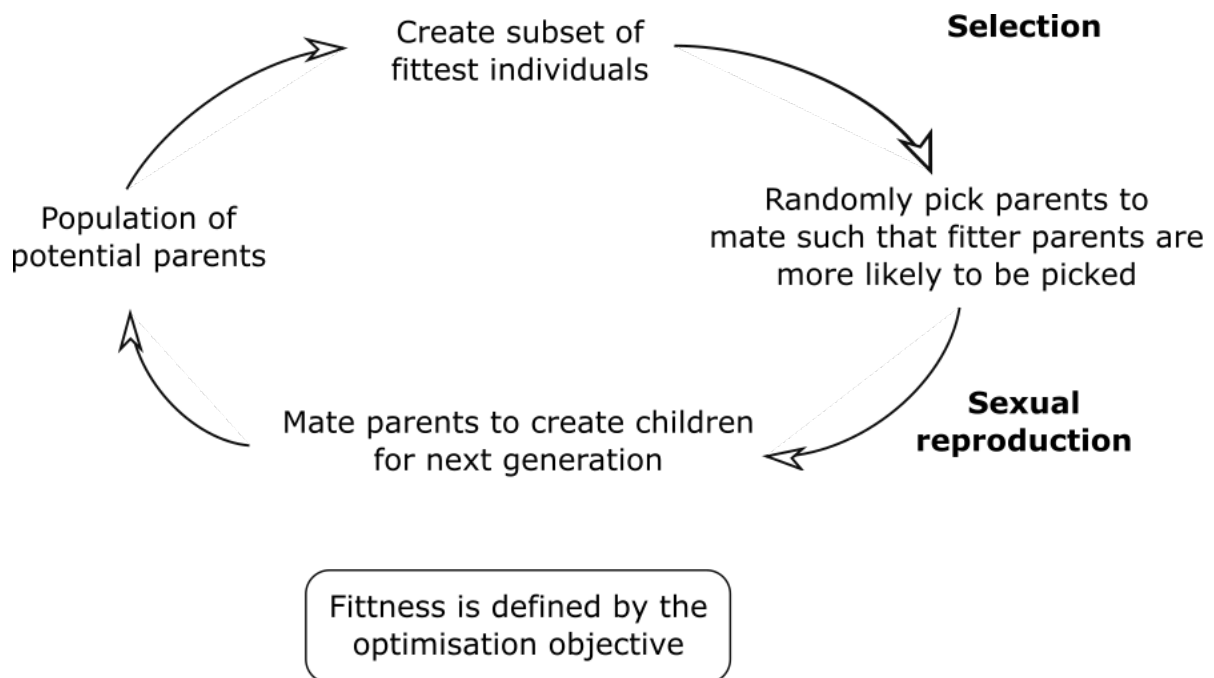 Create subset of
fittest individuals
Selection
Population of
potential parents
Randomly pick parents to
mate such that fitter parents are
more likely to be picked
Mate parents to create children
for next generation
Sexual
reproduction
Fittness is defined by the
optimisation objective